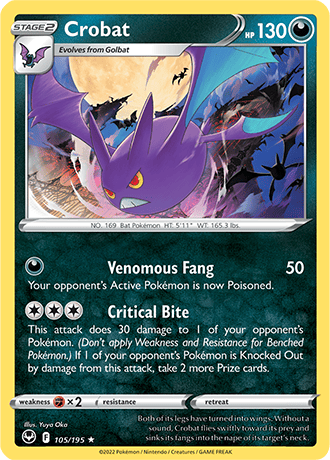 STAGE 2 Crobat HP 130
Evolves from Golbat
NO. 169 Bat Pokémon HT: 5'11" WT: 165.3 lbs.
Venomous Fang 50
Your opponent's Active Pokémon is now Poisoned.
Critical Bite
This attack does 30 damage to 1 of your opponent's
Pokémon. (Don't apply Weakness and Resistance for Benched
Pokémon.) If 1 of your opponent's Pokémon is Knocked Out
by damage from this attack, take 2 more Prize cards.
weakness ×2 resistance retreat
Illus. Yuya Oka
F 105/195 ★
Both of its legs have turned into wings. Without a
sound, Crobat flies swiftly toward its prey and
sinks its fangs into the nape of its target's neck.
©2022 Pokémon / Nintendo / Creatures / GAME FREAK